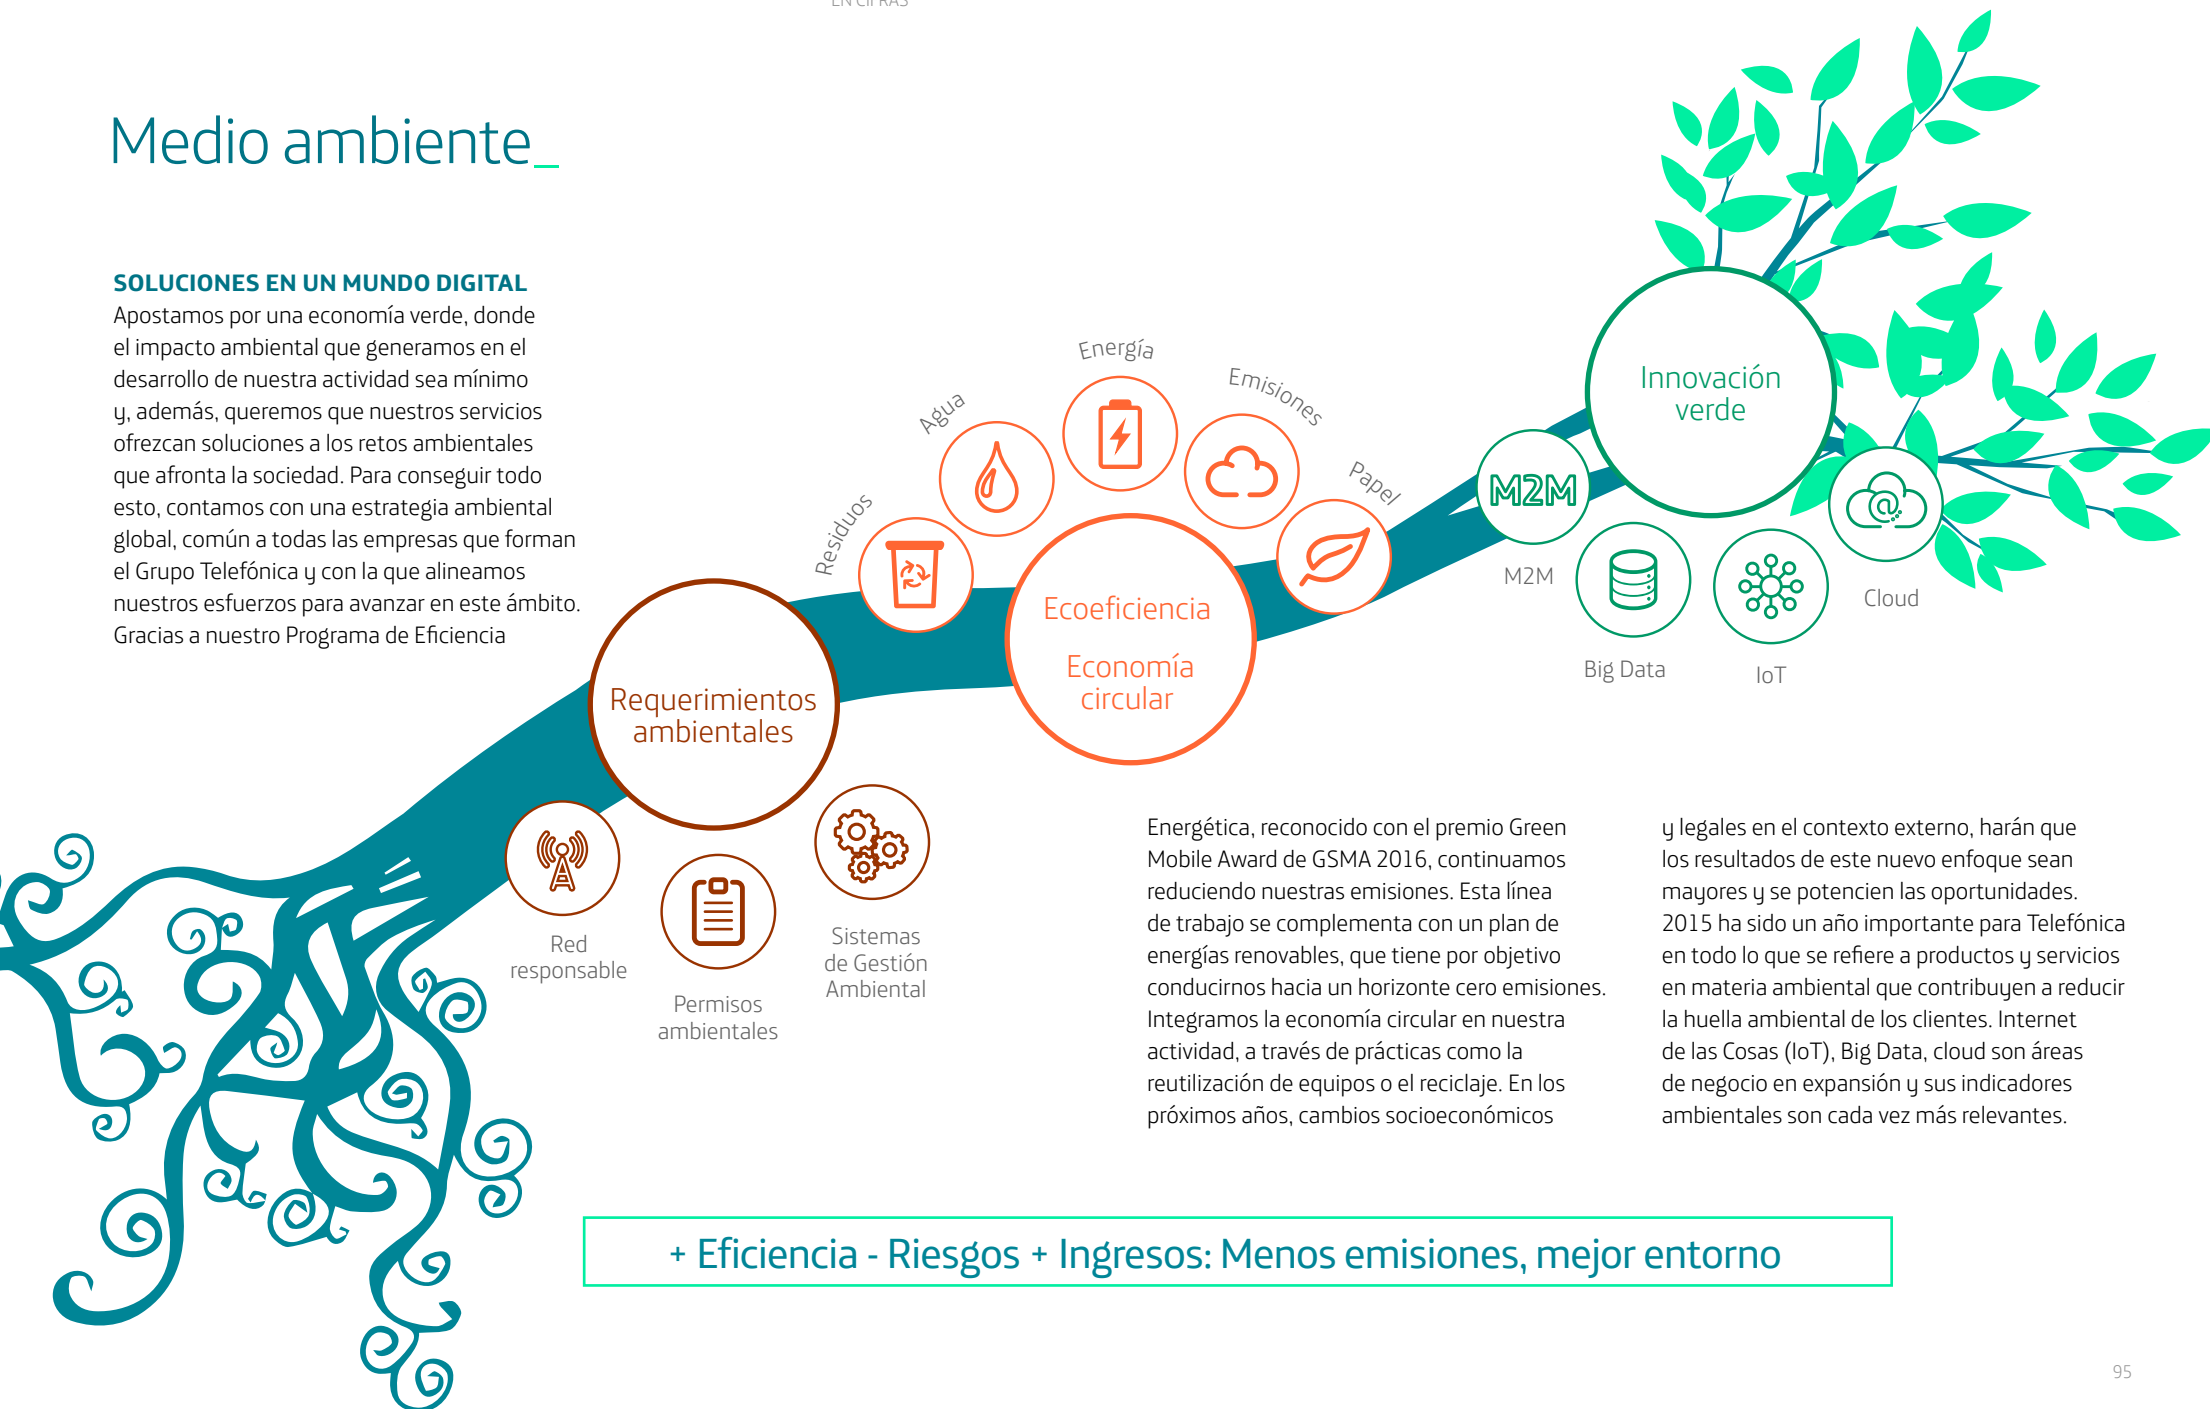 EN CIFRAS
Medio ambiente_
SOLUCIONES EN UN MUNDO DIGITAL
Apostamos por una economía verde, donde
el impacto ambiental que generamos en el
desarrollo de nuestra actividad sea mínimo
y, además, queremos que nuestros servicios
ofrezcan soluciones a los retos ambientales
que afronta la sociedad. Para conseguir todo
esto, contamos con una estrategia ambiental
global, común a todas las empresas que forman
el Grupo Telefónica y con la que alineamos
nuestros esfuerzos para avanzar en este ámbito.
Gracias a nuestro Programa de Eficiencia
Requerimientos
ambientales
Red
responsable
Permisos
ambientales
Sistemas
de Gestión
Ambiental
Residuos
Agua
Energía
Emisiones
Papel
Ecoeficiencia
Economía
circular
Innovación
verde
M2M
M2M
Big Data
IoT
Cloud
Energética, reconocido con el premio Green
Mobile Award de GSMA 2016, continuamos
reduciendo nuestras emisiones. Esta línea
de trabajo se complementa con un plan de
energías renovables, que tiene por objetivo
conducirnos hacia un horizonte cero emisiones.
Integramos la economía circular en nuestra
actividad, a través de prácticas como la
reutilización de equipos o el reciclaje. En los
próximos años, cambios socioeconómicos
y legales en el contexto externo, harán que
los resultados de este nuevo enfoque sean
mayores y se potencien las oportunidades.
2015 ha sido un año importante para Telefónica
en todo lo que se refiere a productos y servicios
en materia ambiental que contribuyen a reducir
la huella ambiental de los clientes. Internet
de las Cosas (IoT), Big Data, cloud son áreas
de negocio en expansión y sus indicadores
ambientales son cada vez más relevantes.
+ Eficiencia - Riesgos + Ingresos: Menos emisiones, mejor entorno
95